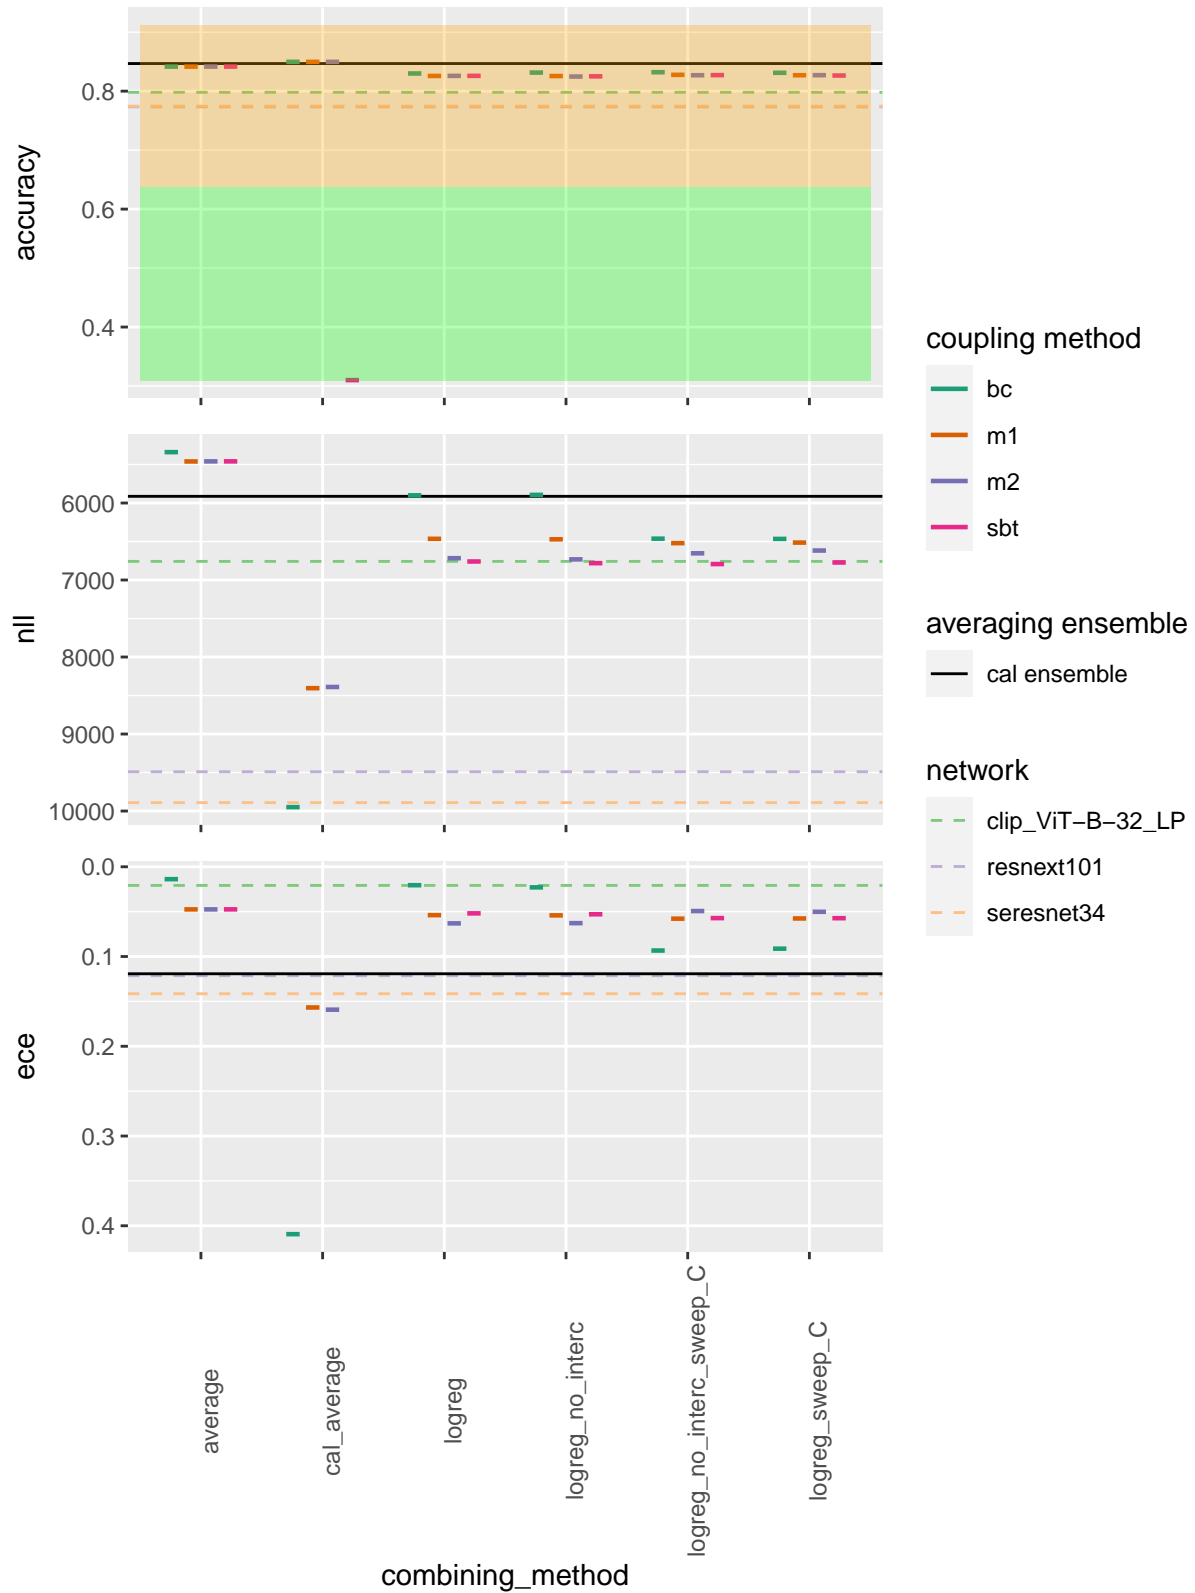 accuracy
0.8
0.6
0.4
nll
6000
7000
8000
9000
10000
ece
0.0
0.1
0.2
0.3
0.4
average
cal_average
logreg
logreg_no_interc
logreg_no_interc_sweep_C
logreg_sweep_C
combining_method
coupling method
bc
m1
m2
sbt
averaging ensemble
cal ensemble
network
clip_ViT−B−32_LP
resnext101
seresnet34